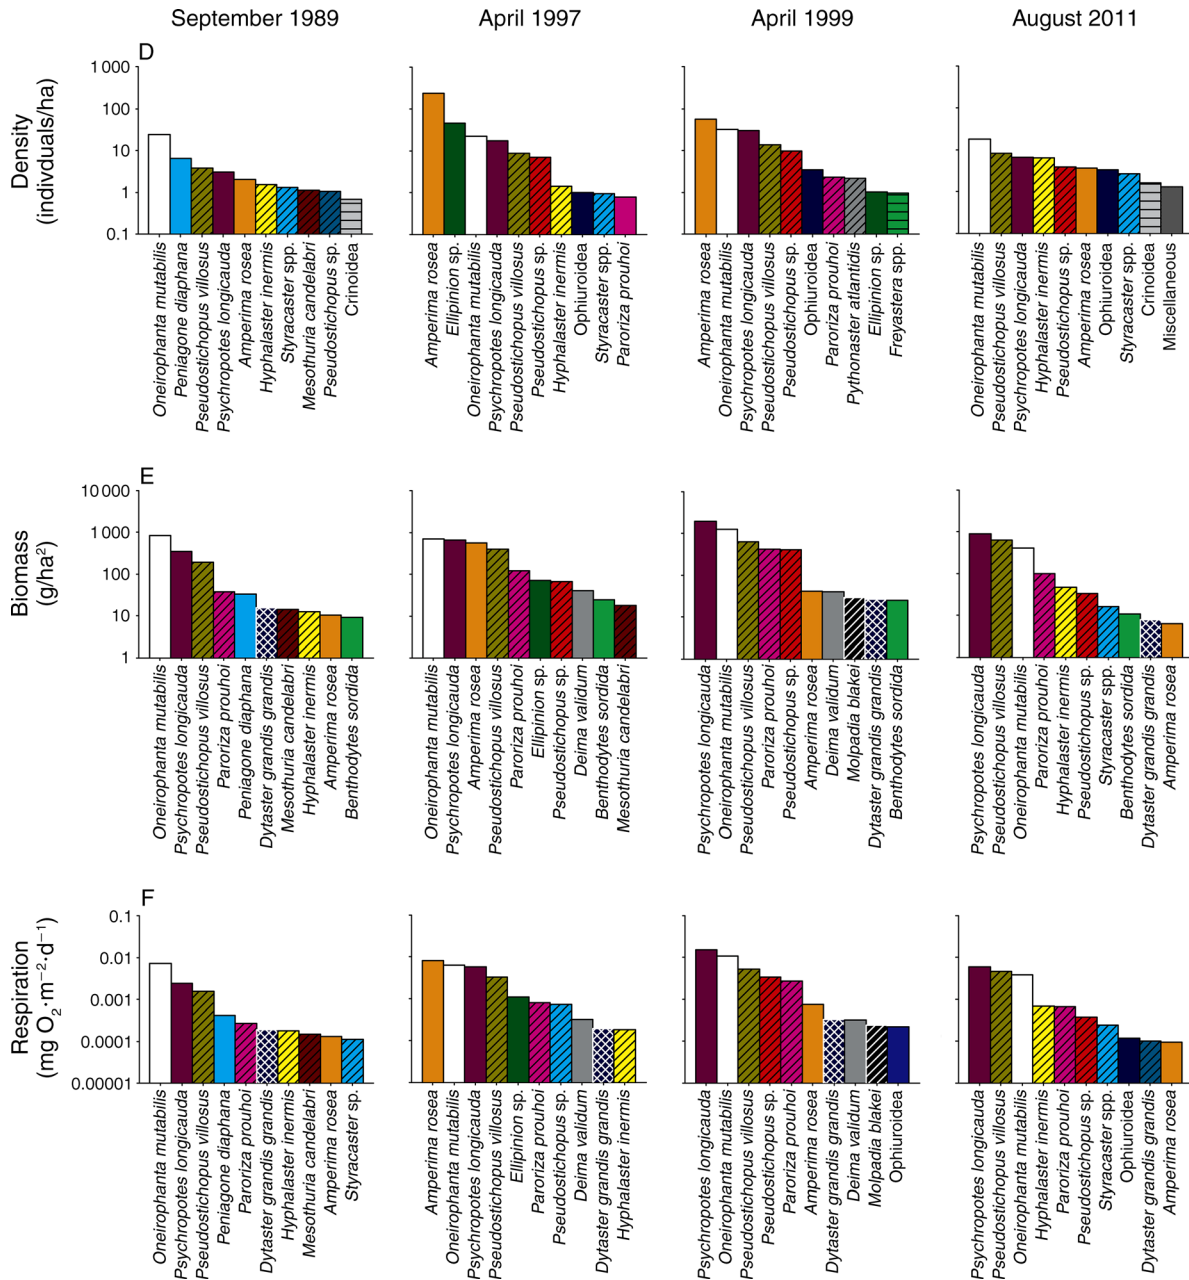 September 1989
April 1997
April 1999
August 2011
D
Density
(indivduals/ha)
1 000
100
10
1
0.1
Oneirophanta mutabilis
Peniagone diaphana
Pseudostichopus villosus
Psychropotes longicauda
Amperima rosea
Hyphalaster inermis
Styracaster spp.
Mesothuria candelabri
Pseudostichopus sp.
Crinoidea
Amperima rosea
Ellipinion sp.
Oneirophanta mutabilis
Psychropotes longicauda
Pseudostichopus villosus
Pseudostichopus sp.
Hyphalaster inermis
Ophiuroidea
Styracaster spp.
Paroriza prouhoi
Amperima rosea
Oneirophanta mutabilis
Psychropotes longicauda
Pseudostichopus villosus
Pseudostichopus sp.
Ophiuroidea
Paroriza prouhoi
Pythonaster atlantidis
Ellipinion sp.
Freyastera spp.
Oneirophanta mutabilis
Pseudostichopus villosus
Psychropotes longicauda
Hyphalaster inermis
Pseudostichopus sp.
Amperima rosea
Ophiuroidea
Styracaster spp.
Crinoidea
Miscellaneous
E
Biomass
(g/ha²)
10 000
1 000
100
10
1
Oneirophanta mutabilis
Psychropotes longicauda
Pseudostichopus villosus
Paroriza prouhoi
Peniagone diaphana
Dytaster grandis grandis
Mesothuria candelabri
Hyphalaster inermis
Amperima rosea
Benthodytes sordida
Oneirophanta mutabilis
Psychropotes longicauda
Amperima rosea
Pseudostichopus villosus
Paroriza prouhoi
Ellipinion sp.
Pseudostichopus sp.
Deima validum
Benthodytes sordida
Mesothuria candelabri
Psychropotes longicauda
Oneirophanta mutabilis
Pseudostichopus villosus
Paroriza prouhoi
Pseudostichopus sp.
Amperima rosea
Deima validum
Molpadia blakei
Dytaster grandis grandis
Benthodytes sordida
Psychropotes longicauda
Pseudostichopus villosus
Oneirophanta mutabilis
Paroriza prouhoi
Hyphalaster inermis
Pseudostichopus sp.
Styracaster spp.
Benthodytes sordida
Dytaster grandis grandis
Amperima rosea
F
Respiration
(mg O₂·m⁻²·d⁻¹)
0.1
0.01
0.001
0.0001
0.00001
Oneirophanta mutabilis
Psychropotes longicauda
Pseudostichopus villosus
Peniagone diaphana
Paroriza prouhoi
Dytaster grandis grandis
Hyphalaster inermis
Mesothuria candelabri
Amperima rosea
Styracaster sp.
Amperima rosea
Oneirophanta mutabilis
Psychropotes longicauda
Pseudostichopus villosus
Ellipinion sp.
Paroriza prouhoi
Pseudostichopus sp.
Deima validum
Dytaster grandis grandis
Hyphalaster inermis
Psychropotes longicauda
Oneirophanta mutabilis
Pseudostichopus villosus
Pseudostichopus sp.
Paroriza prouhoi
Amperima rosea
Dytaster grandis grandis
Deima validum
Molpadia blakei
Ophiuroidea
Psychropotes longicauda
Pseudostichopus villosus
Oneirophanta mutabilis
Hyphalaster inermis
Paroriza prouhoi
Pseudostichopus sp.
Styracaster spp.
Ophiuroidea
Dytaster grandis grandis
Amperima rosea